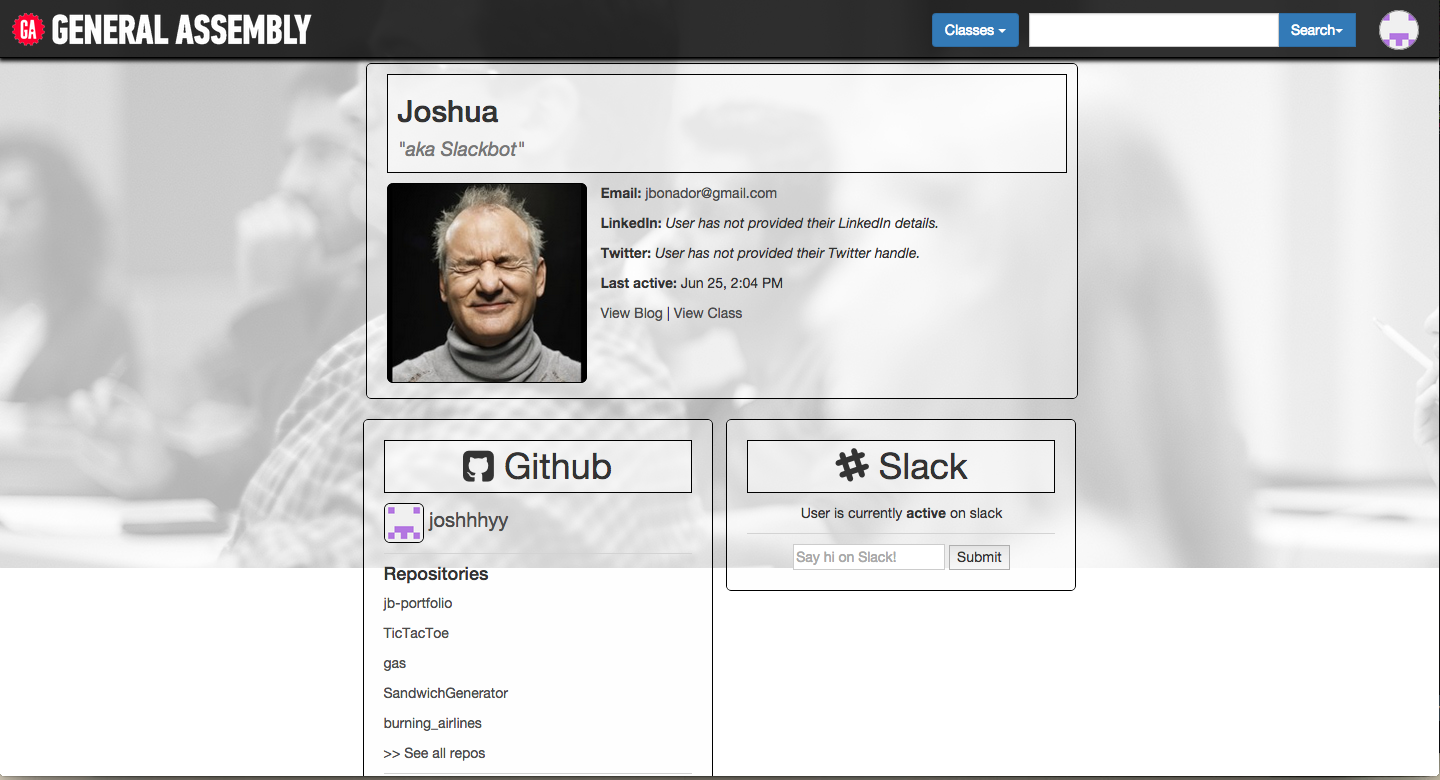 GA GENERAL ASSEMBLY
Classes
Search
Joshua
"aka Slackbot"
Email: jbonador@gmail.com
LinkedIn: User has not provided their LinkedIn details.
Twitter: User has not provided their Twitter handle.
Last active: Jun 25, 2:04 PM
View Blog | View Class
Github
joshhhyy
Repositories
jb-portfolio
TicTacToe
gas
SandwichGenerator
burning_airlines
>> See all repos
Slack
User is currently active on slack
Say hi on Slack! Submit